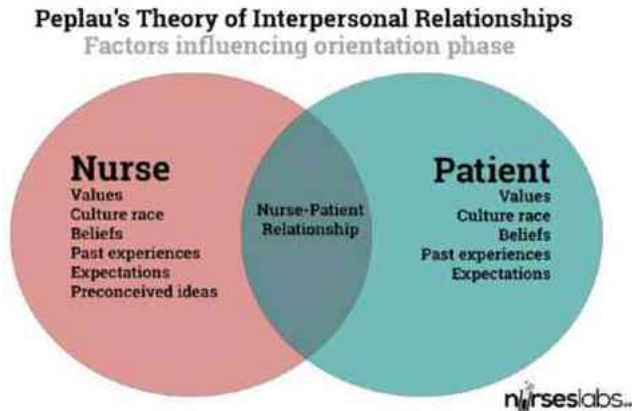 Peplau's Theory of Interpersonal Relationships
Factors influencing orientation phase
Nurse
Values
Culture race
Beliefs
Past experiences
Expectations
Preconceived ideas
Nurse-Patient
Relationship
Patient
Values
Culture race
Beliefs
Past experiences
Expectations
nurseslabs